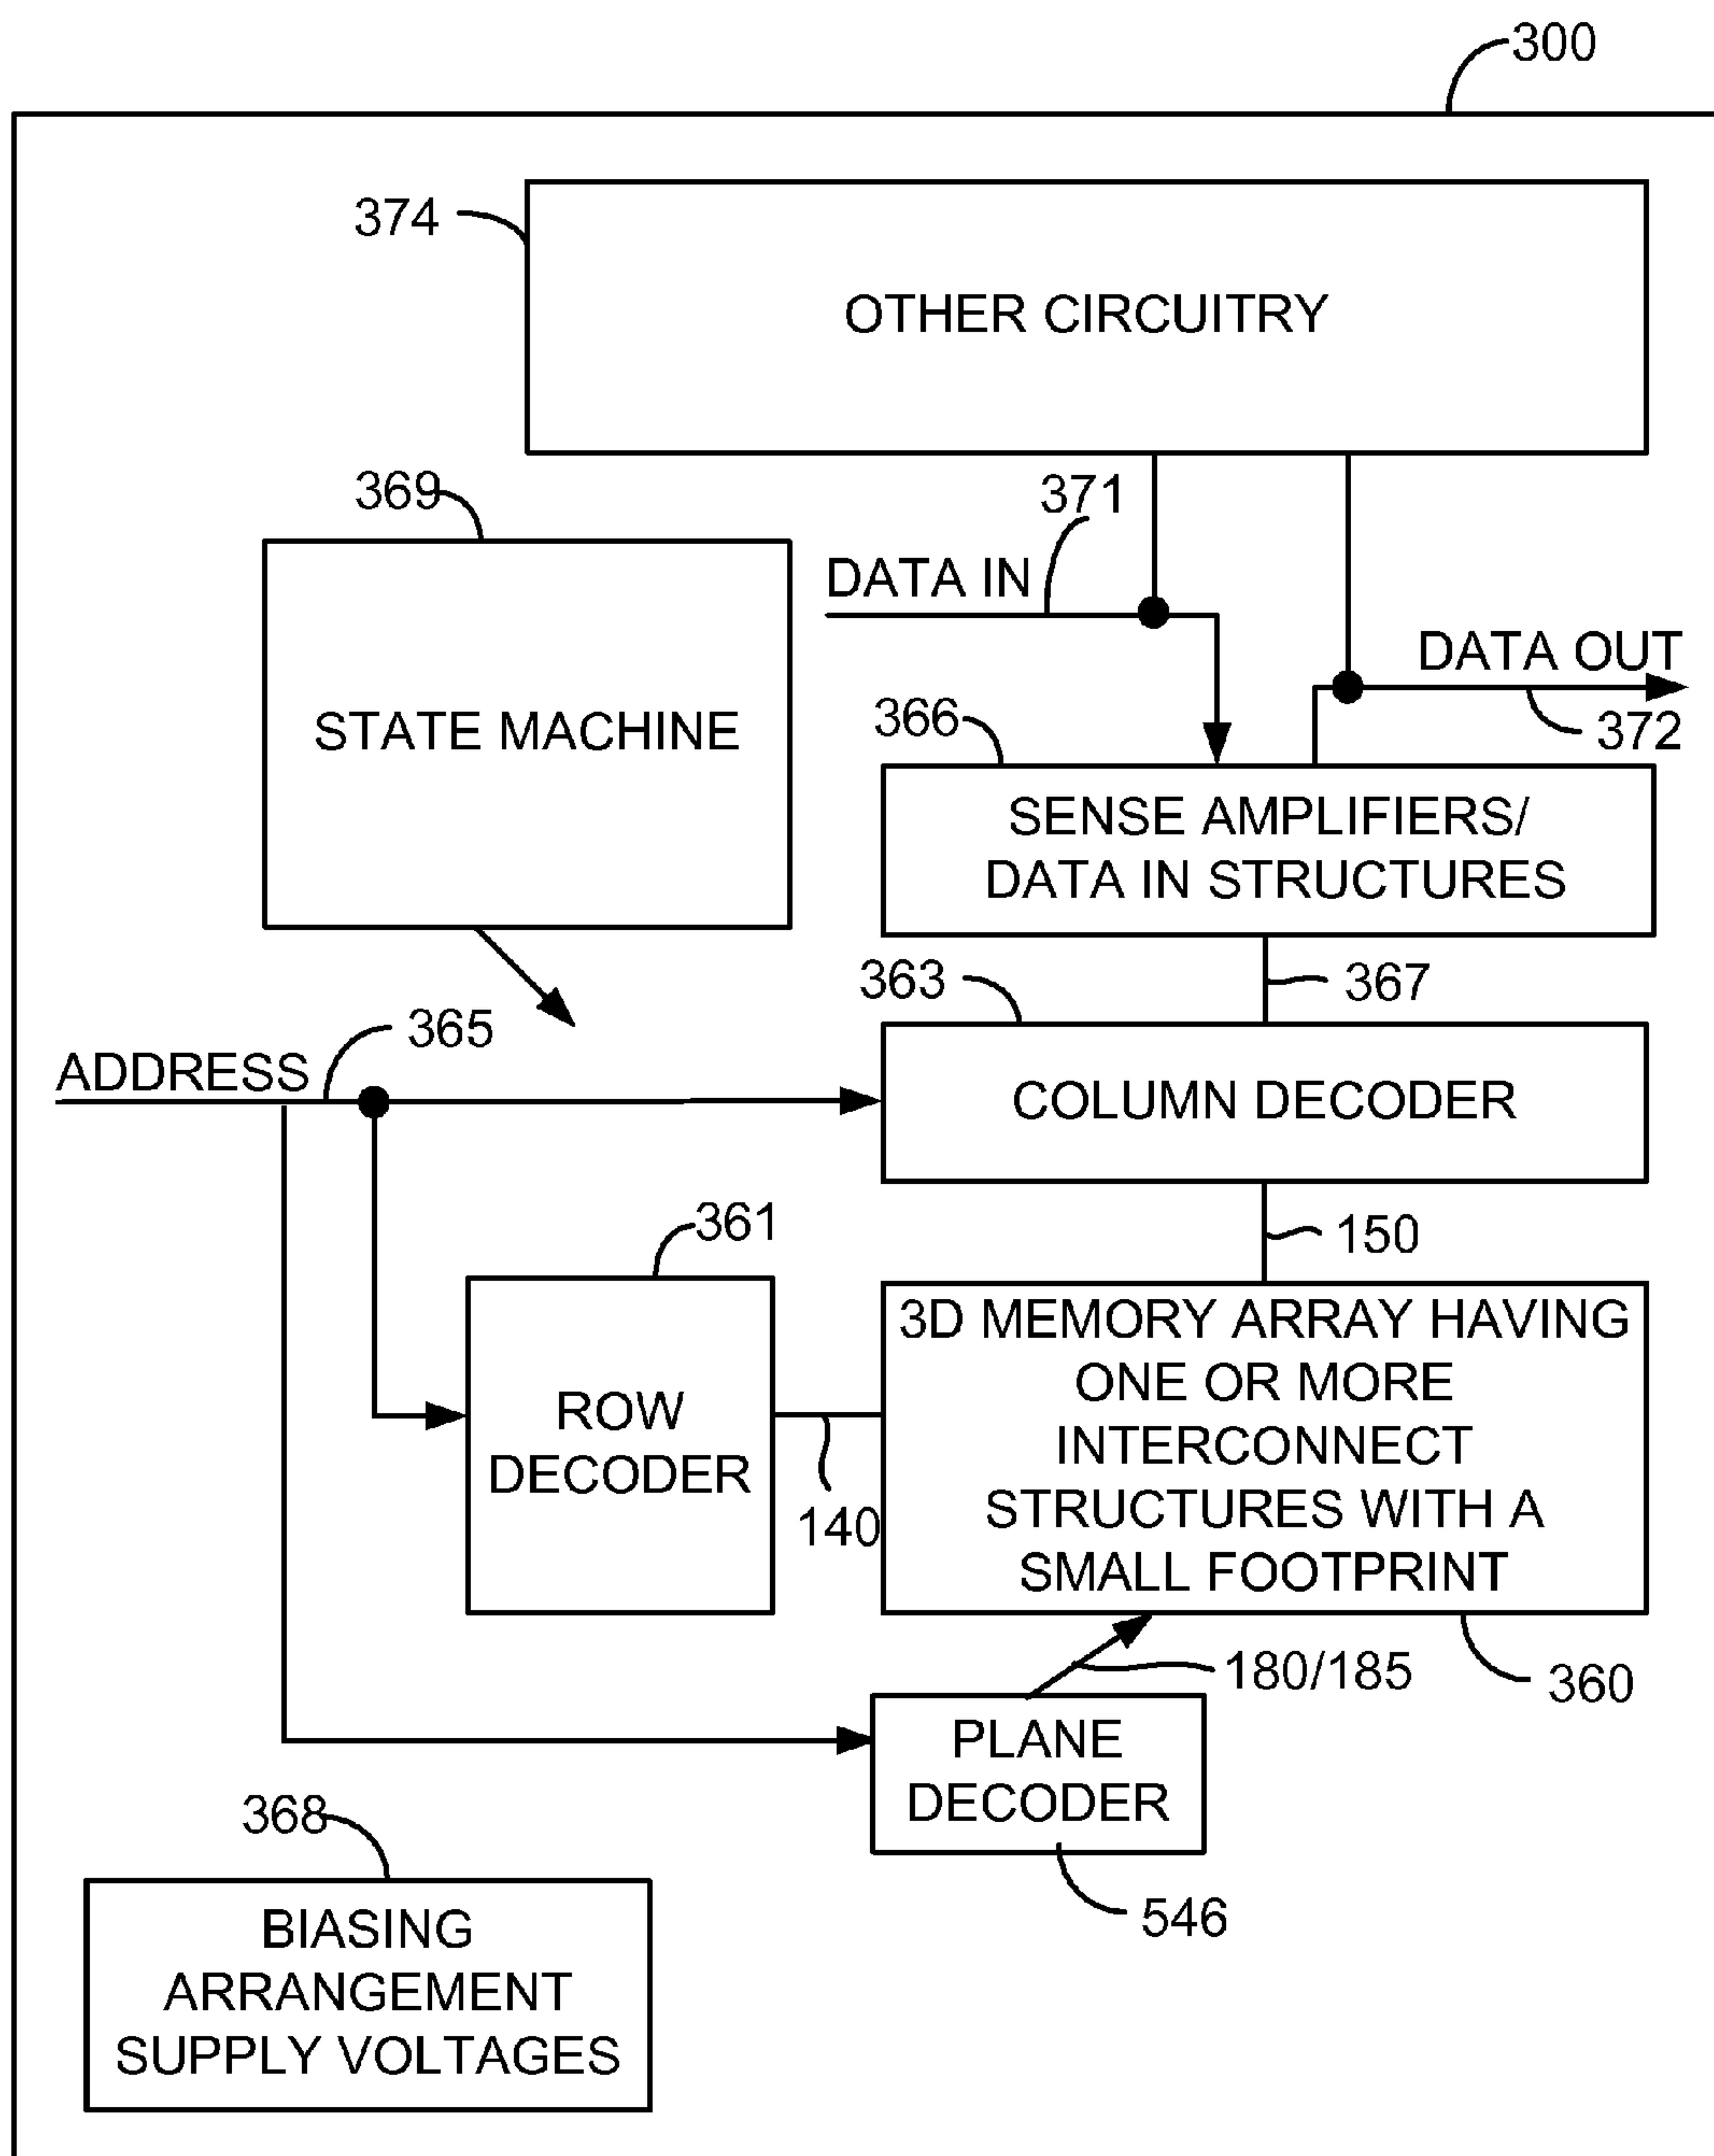 300
374
OTHER CIRCUITRY
369
371
DATA IN
DATA OUT
STATE MACHINE
366
372
SENSE AMPLIFIERS/
DATA IN STRUCTURES
363
367
365
ADDRESS
COLUMN DECODER
361
150
3D MEMORY ARRAY HAVING
ONE OR MORE
INTERCONNECT
STRUCTURES WITH A
SMALL FOOTPRINT
ROW
DECODER
140
180/185
360
PLANE
DECODER
368
546
BIASING
ARRANGEMENT
SUPPLY VOLTAGES